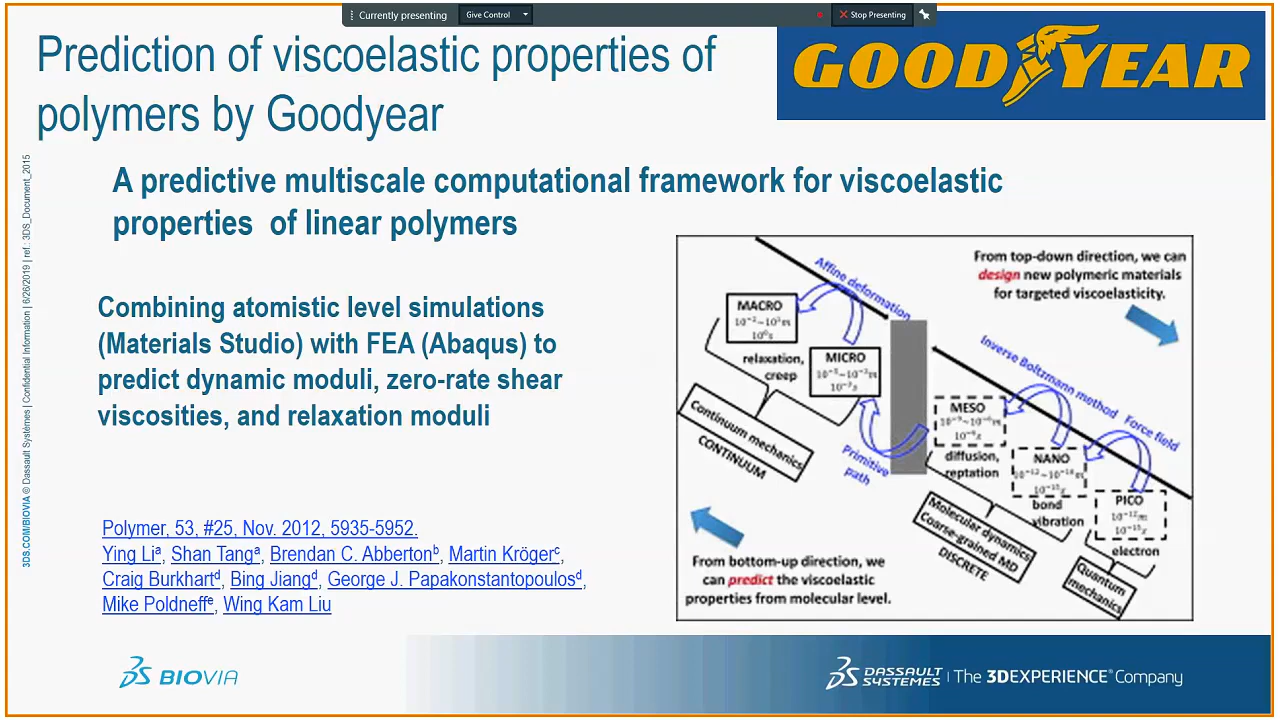 Currently presenting
Give Control
Stop Presenting
Prediction of viscoelastic properties of
polymers by Goodyear
GOODYEAR
A predictive multiscale computational framework for viscoelastic
properties of linear polymers
Combining atomistic level simulations
(Materials Studio) with FEA (Abaqus) to
predict dynamic moduli, zero-rate shear
viscosities, and relaxation moduli
Polymer, 53, #25, Nov. 2012, 5935-5952.
Ying Liᵃ, Shan Tangᵃ, Brendan C. Abbertonᵇ, Martin Krögerᶜ,
Craig Burkhartᵈ, Bing Jiangᵈ, George J. Papakonstantopoulosᵈ,
Mike Poldneffᵉ, Wing Kam Liu
From top-down direction, we can
design new polymeric materials
for targeted viscoelasticity.
Affine deformation
MACRO
relaxation,
creep
MICRO
Continuum mechanics
CONTINUUM
Primitive
path
Inverse Boltzmann method
Force field
MESO
diffusion,
reptation
NANO
bond
vibration
PICO
electron
Molecular dynamics
Coarse-grained MD
DISCRETE
Quantum
mechanics
From bottom-up direction, we
can predict the viscoelastic
properties from molecular level.
3DS.COM/BIOVIA © Dassault Systèmes | Confidential Information | 6/28/2019 | ref.: 3DS_Document_2015
3DS BIOVIA
3DS DASSAULT SYSTEMES | The 3DEXPERIENCE® Company